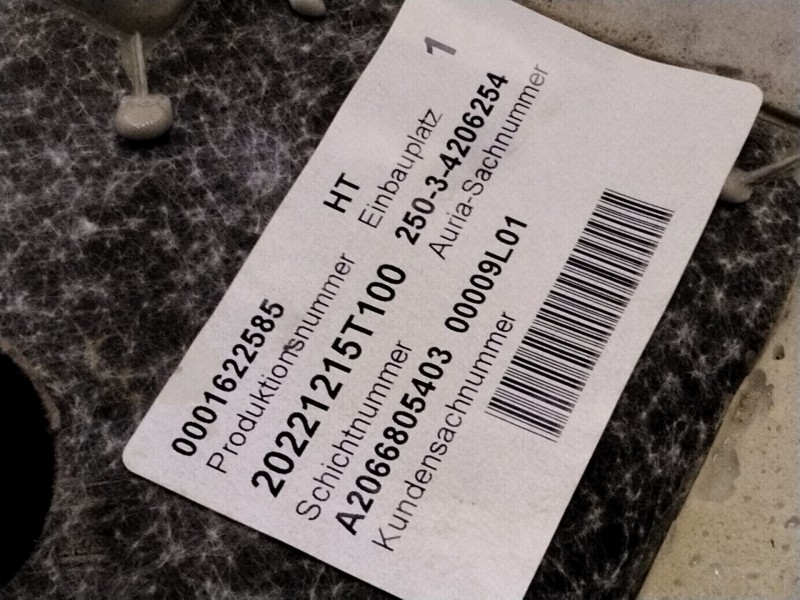 1
0001622585 HT
Produktionsnummer Einbauplatz
20221215T100 250-3-4206254
Schichtnummer Auria-Sachnummer
A2066805403 00009L01
Kundensachnummer